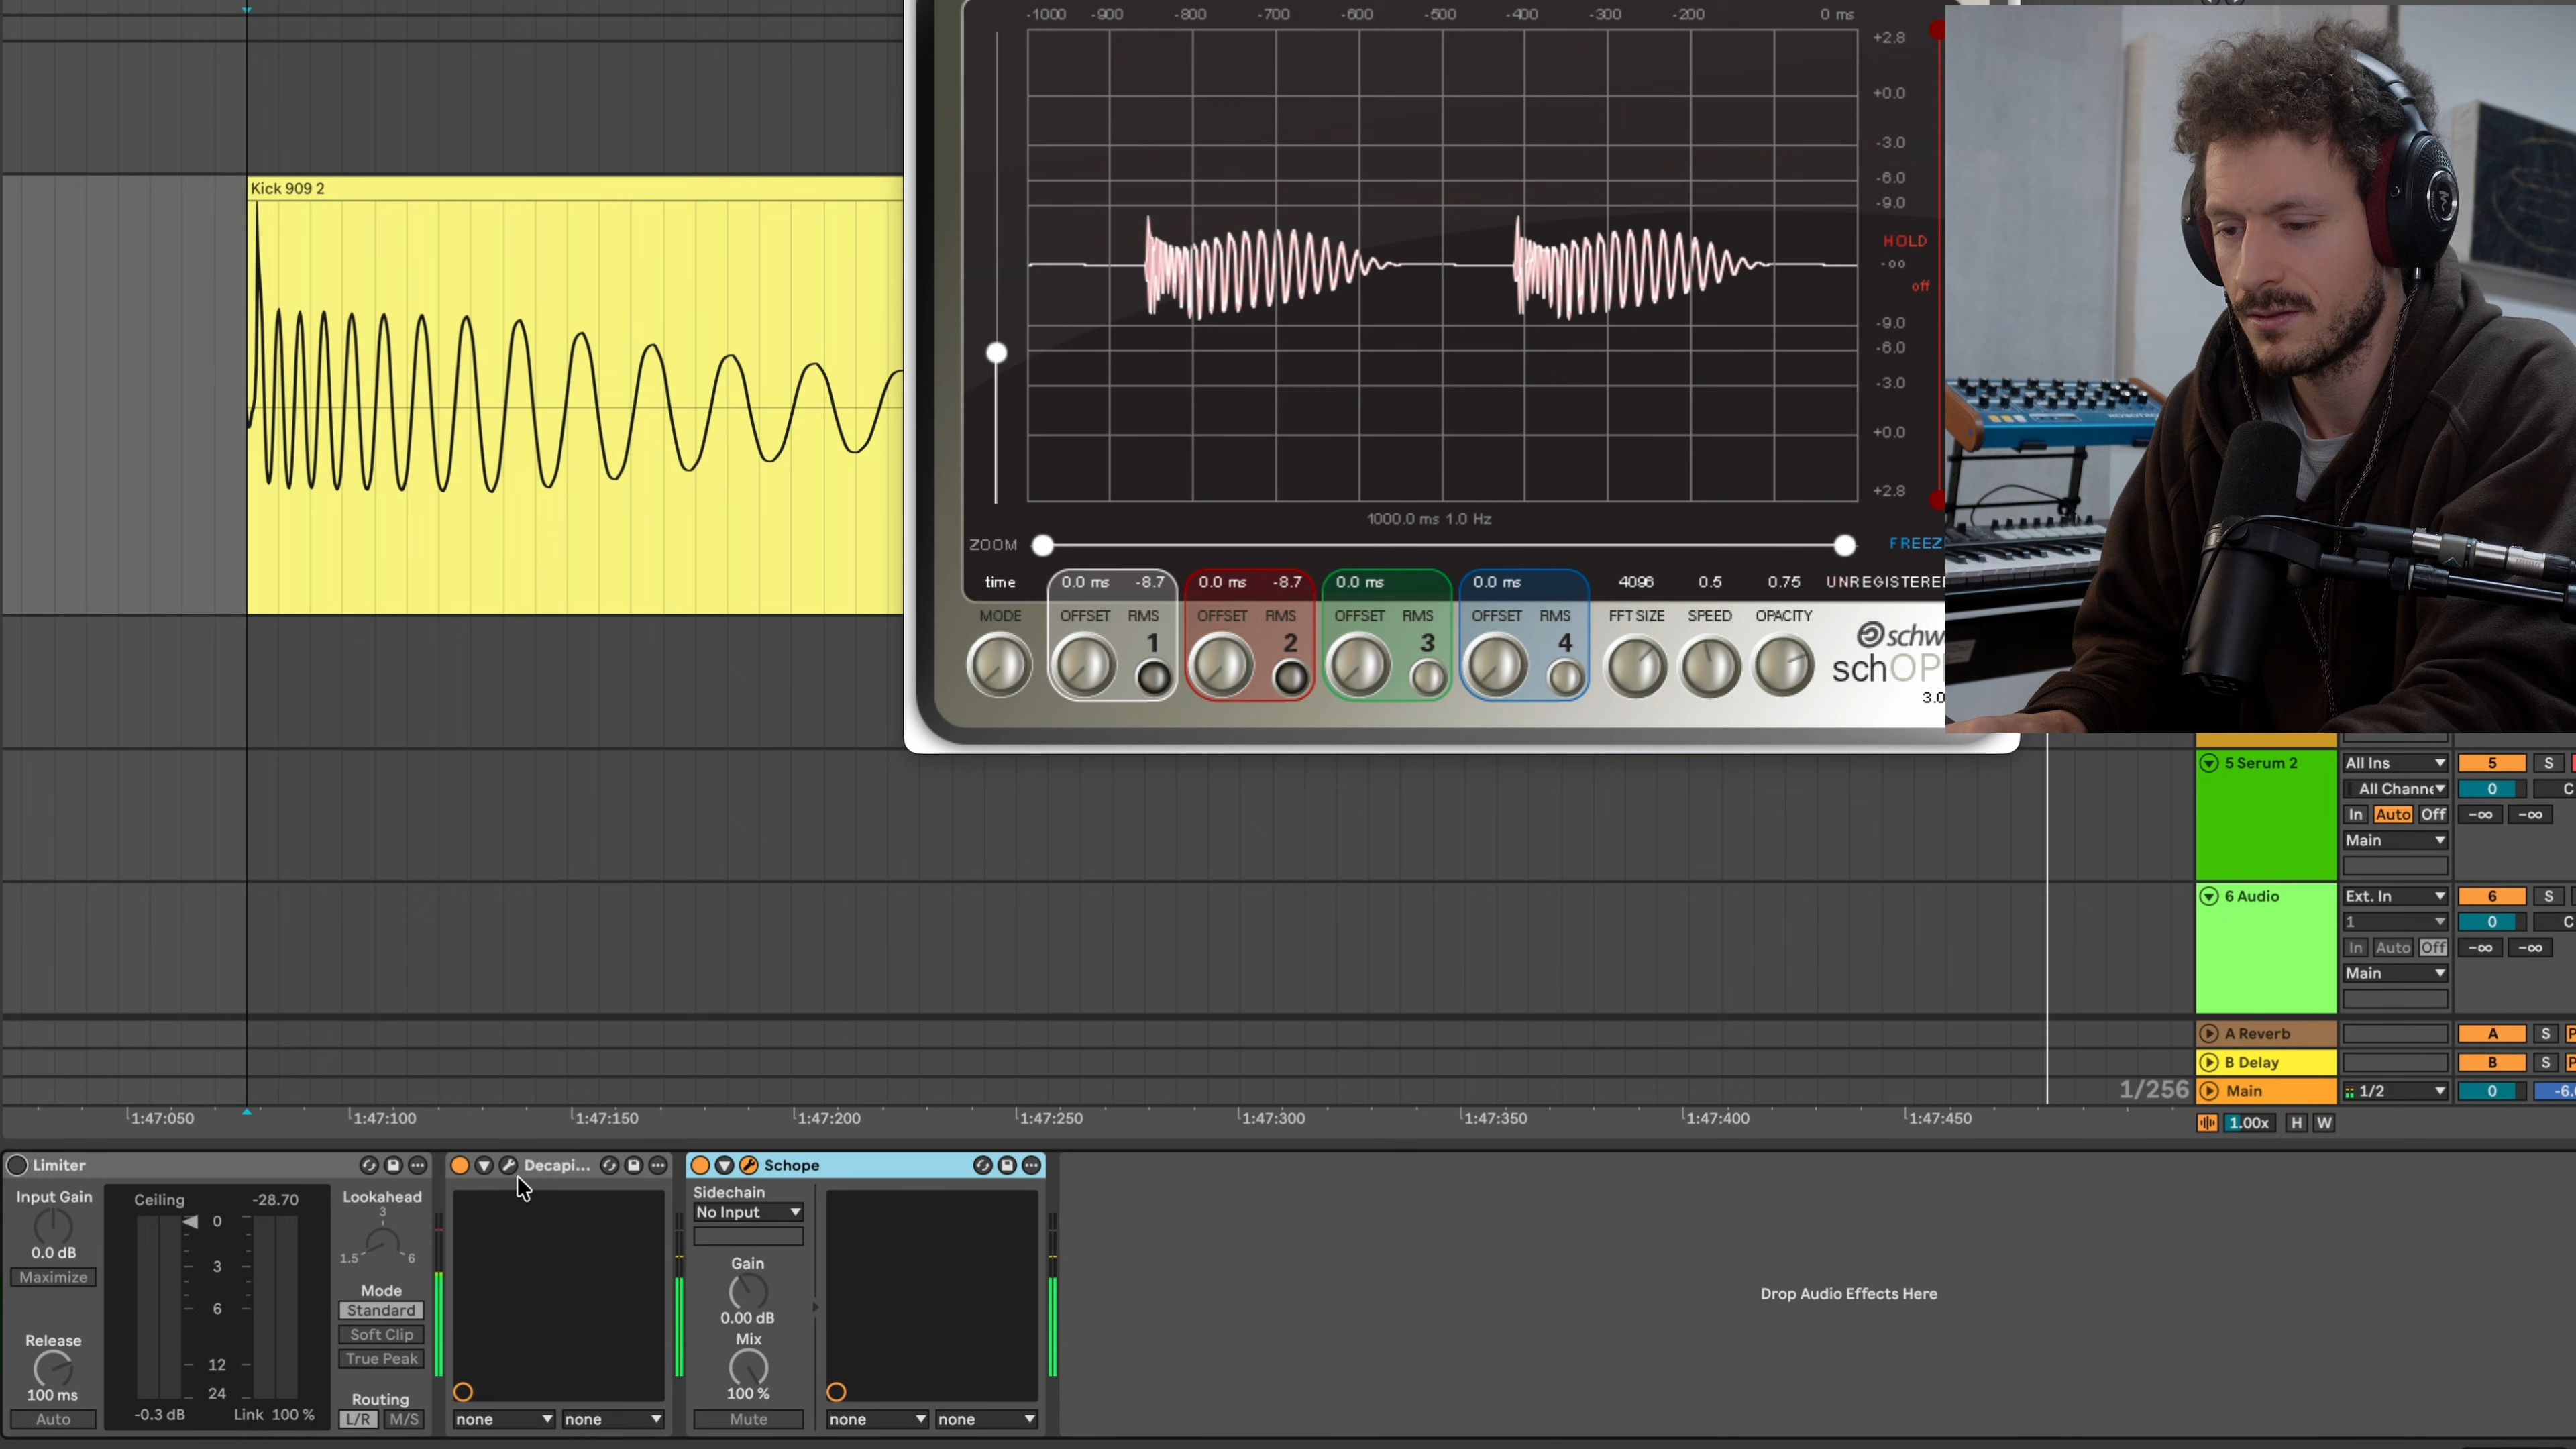 -1000 -900 -800 -700 -600 -500 -400 -300 -200 0 ms
+2.8
+0.0
-3.0
-6.0
-9.0
HOLD
-oo
off
-9.0
-6.0
-3.0
+0.0
+2.8
Kick 909 2
1000.0 ms 1.0 Hz
ZOOM
FREEZ
time 0.0 ms -8.7 0.0 ms -8.7 0.0 ms 0.0 ms 4096 0.5 0.75 UNREGISTERE
MODE OFFSET RMS OFFSET RMS OFFSET RMS OFFSET RMS FFT SIZE SPEED OPACITY
1 2 3 4
schw
schOP
3.0
5 Serum 2 All Ins 5 S
All Channe 0 C
In Auto Off -∞ -∞
Main
6 Audio Ext. In 6 S
1 0 C
In Auto Off -∞ -∞
Main
A Reverb A S P
B Delay B S P
1/256 Main 1/2 0 -6.
1:47:050 1:47:100 1:47:150 1:47:200 1:47:250 1:47:300 1:47:350 1:47:400 1:47:450
1.00x H W
Limiter
Input Gain
0.0 dB
Maximize
Release
100 ms
Auto
Ceiling -28.70
0
3
6
12
24
-0.3 dB Link 100 %
Lookahead
3
1.5 6
Mode
Standard
Soft Clip
True Peak
Routing
L/R M/S
Decapi...
none none
Schope
Sidechain
No Input
Gain
0.00 dB
Mix
100 %
Mute
none none
Drop Audio Effects Here